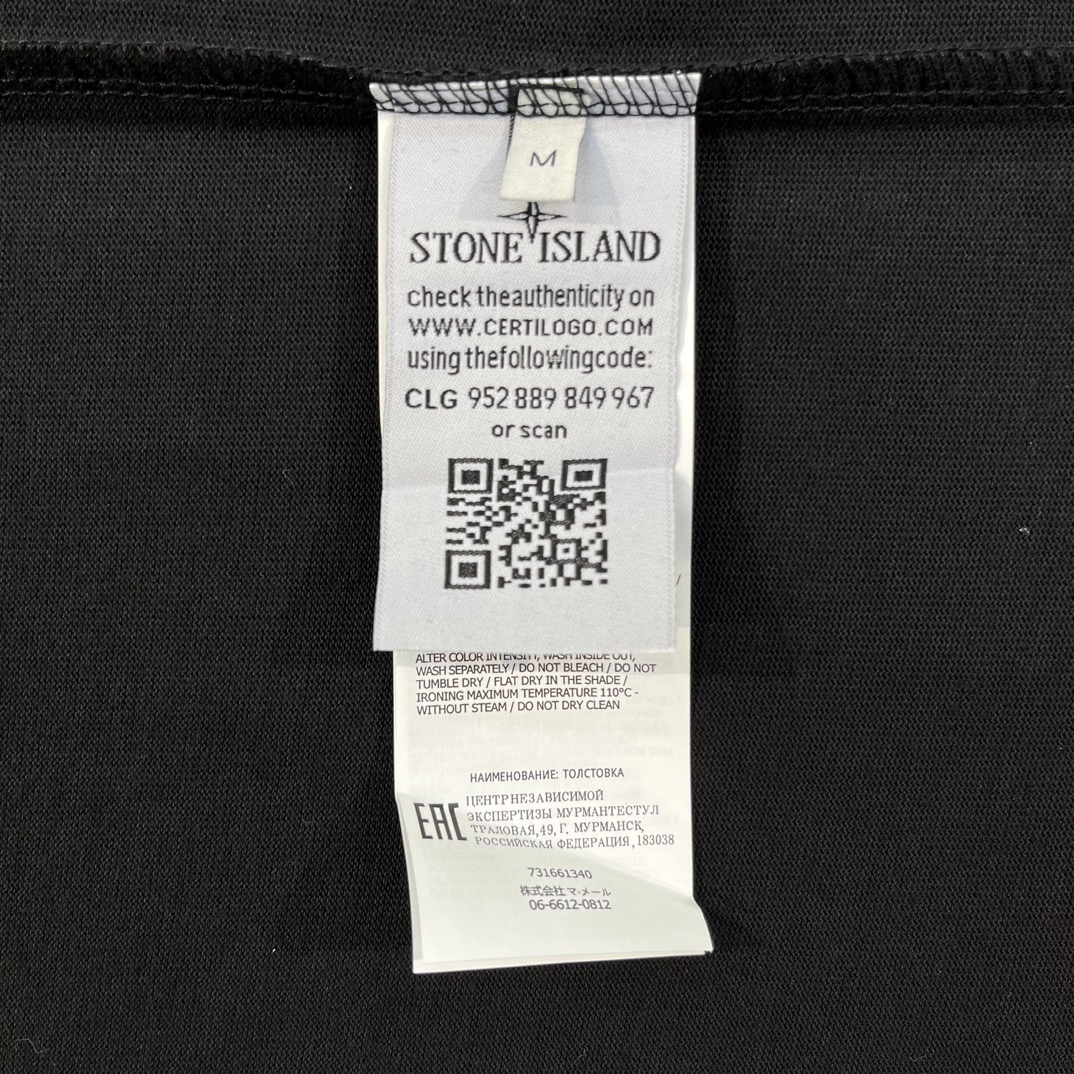 M
STONE ISLAND
check theauthenticity on
WWW.CERTILOGO.COM
using thefollowingcode:
CLG 952 889 849 967
or scan
/
ALTER COLOR INTENSITY, WASH INSIDE OUT,
WASH SEPARATELY / DO NOT BLEACH / DO NOT
TUMBLE DRY / FLAT DRY IN THE SHADE /
IRONING MAXIMUM TEMPERATURE 110°C -
WITHOUT STEAM / DO NOT DRY CLEAN
НАИМЕНОВАНИЕ: ТОЛСТОВКА
EAC
ЦЕНТР НЕЗАВИСИМОЙ
ЭКСПЕРТИЗЫ МУРМАНТЕСТУЛ
ТРАЛОВАЯ,49, Г. МУРМАНСК,
РОССИЙСКАЯ ФЕДЕРАЦИЯ ,183038
731661340
株式会社マ・メール
06-6612-0812